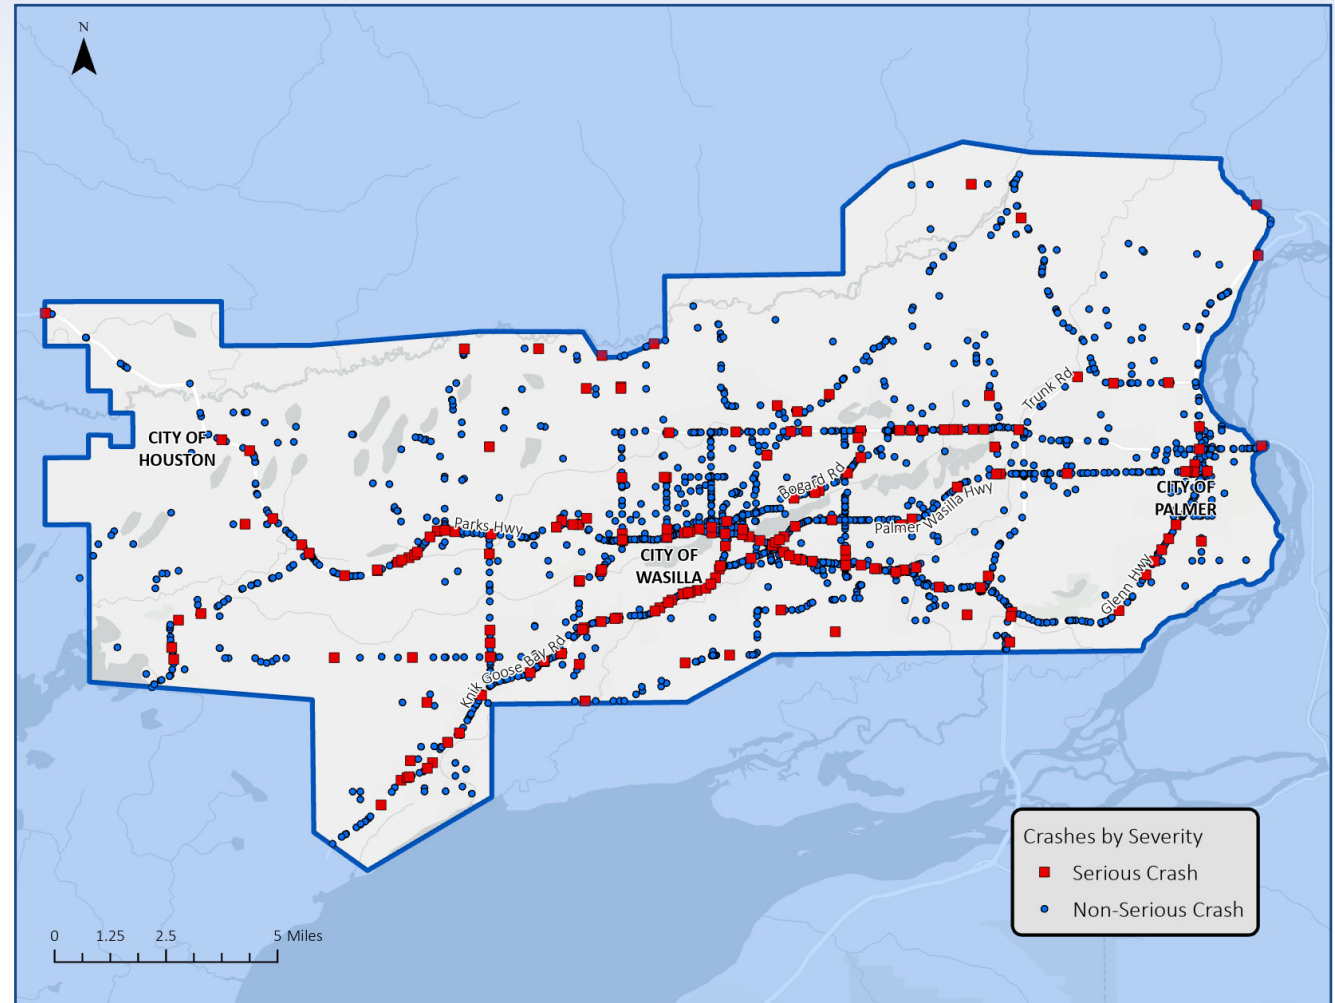 N
CITY OF
HOUSTON
Trunk Rd
Bogard Rd
Parks Hwy
Palmer Wasilla Hwy
CITY OF
PALMER
CITY OF
WASILLA
Glenn Hwy
Knik Goose Bay Rd
Crashes by Severity
Serious Crash
Non-Serious Crash
0 1.25 2.5 5 Miles